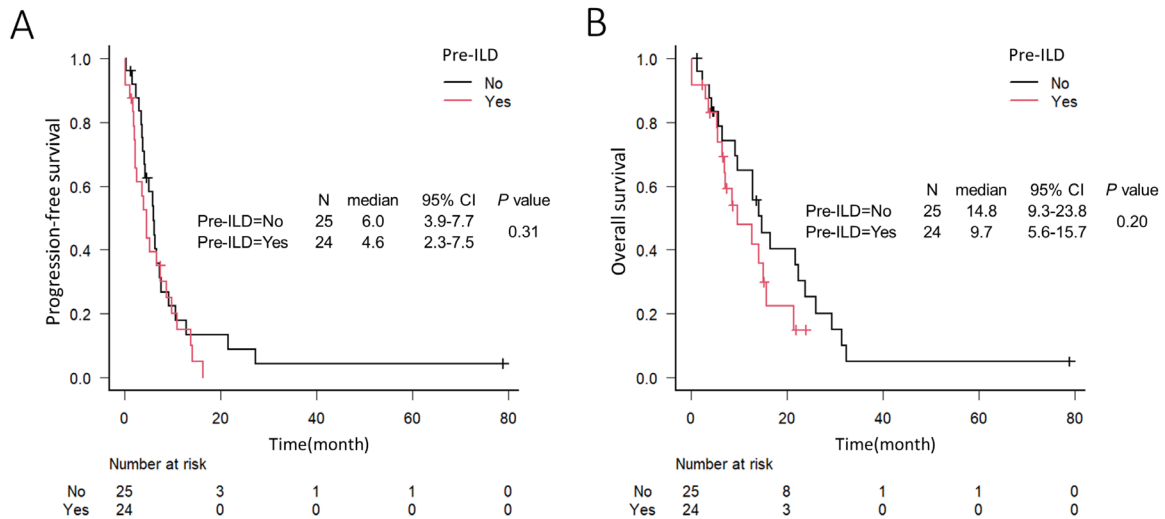 A
Pre-ILD
No
Yes
Progression-free survival
1.0
0.8
0.6
0.4
0.2
0.0
N median 95% CI P value
Pre-ILD=No 25 6.0 3.9-7.7
0.31
Pre-ILD=Yes 24 4.6 2.3-7.5
0 20 40 60 80
Time(month)
Number at risk
No 25 3 1 1 0
Yes 24 0 0 0 0
B
Pre-ILD
No
Yes
Overall survival
1.0
0.8
0.6
0.4
0.2
0.0
N median 95% CI P value
Pre-ILD=No 25 14.8 9.3-23.8
0.20
Pre-ILD=Yes 24 9.7 5.6-15.7
0 20 40 60 80
Time(month)
Number at risk
No 25 8 1 1 0
Yes 24 3 0 0 0